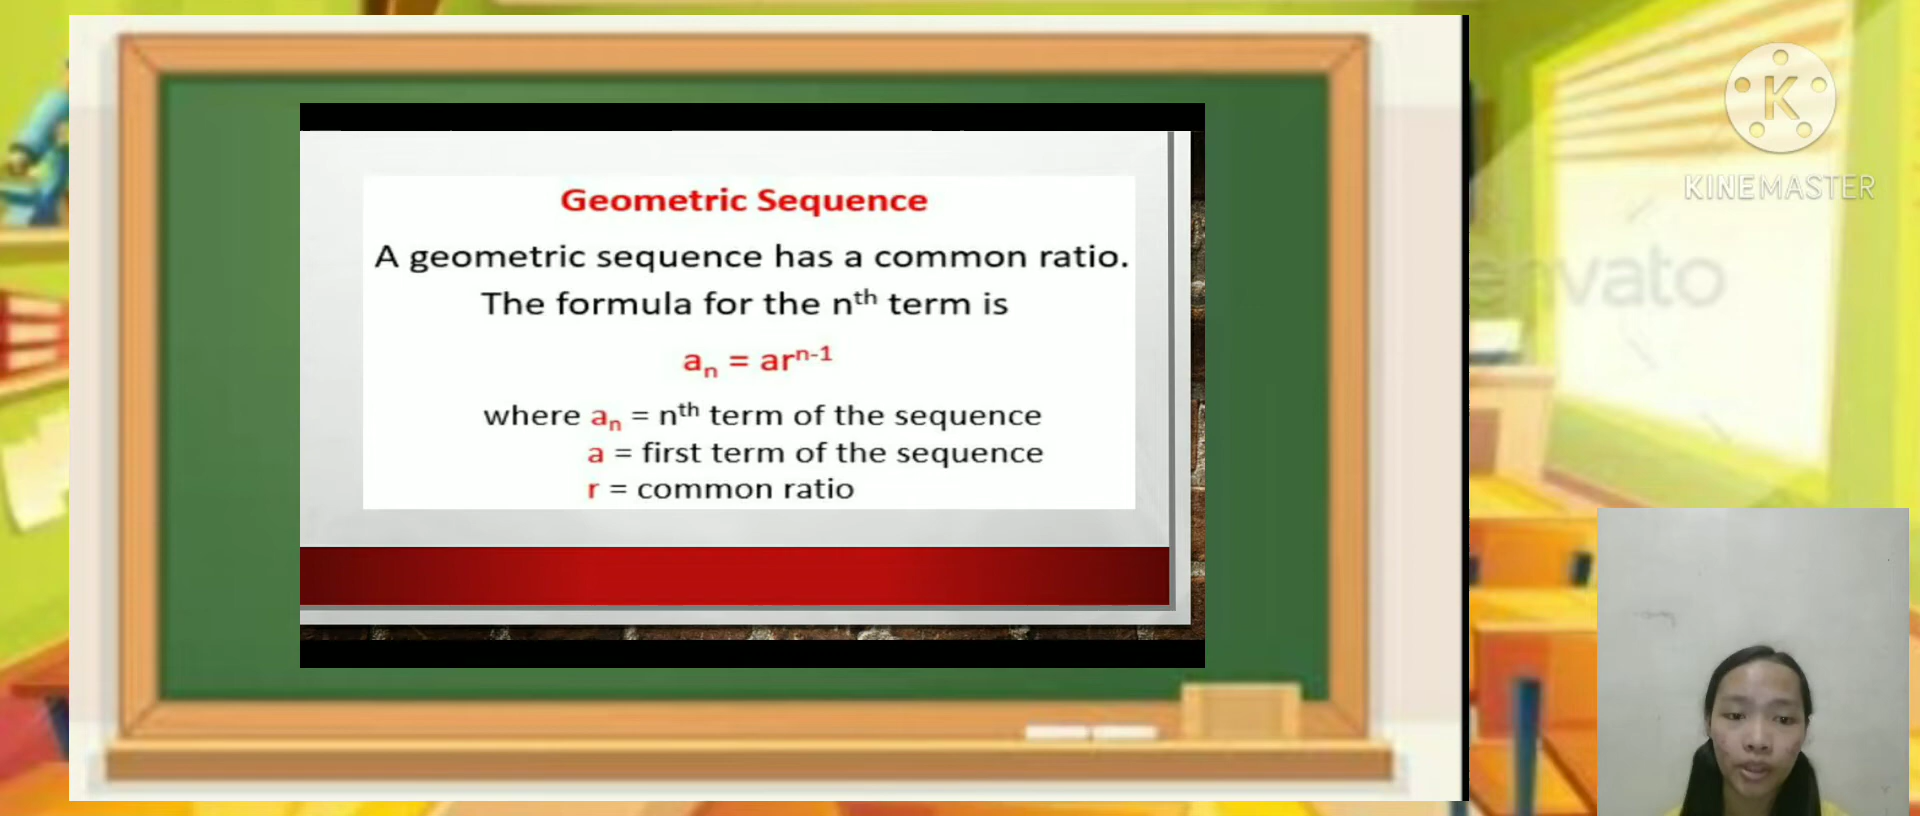 Geometric Sequence
A geometric sequence has a common ratio.
The formula for the nth term is
aₙ = arⁿ⁻¹
where aₙ = nth term of the sequence
a = first term of the sequence
r = common ratio
K
KINEMASTER
envato